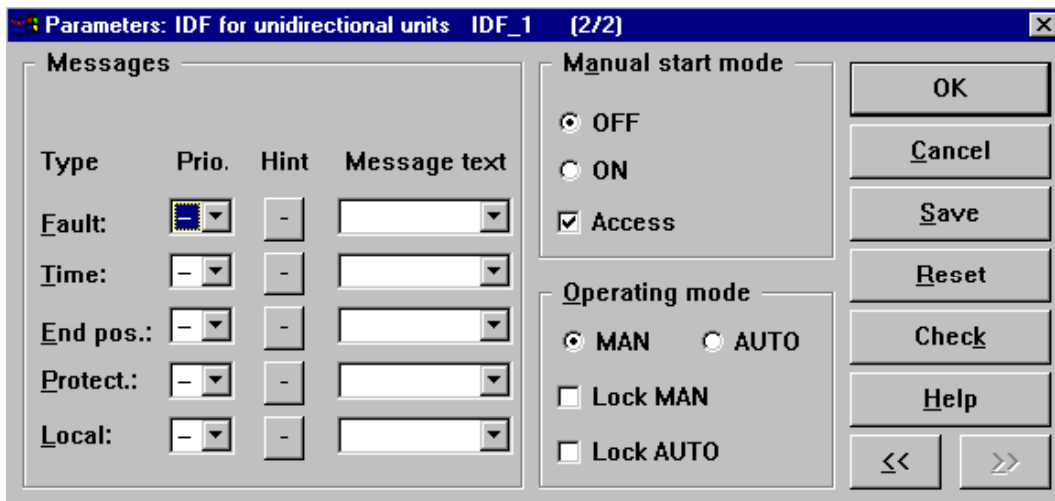 Parameters: IDF for unidirectional units IDF_1 (2/2)
Messages
Type Prio. Hint Message text
Fault: – -
Time: – -
End pos.: – -
Protect.: – -
Local: – -
Manual start mode
OFF
ON
Access
Operating mode
MAN AUTO
Lock MAN
Lock AUTO
OK
Cancel
Save
Reset
Check
Help
<< >>